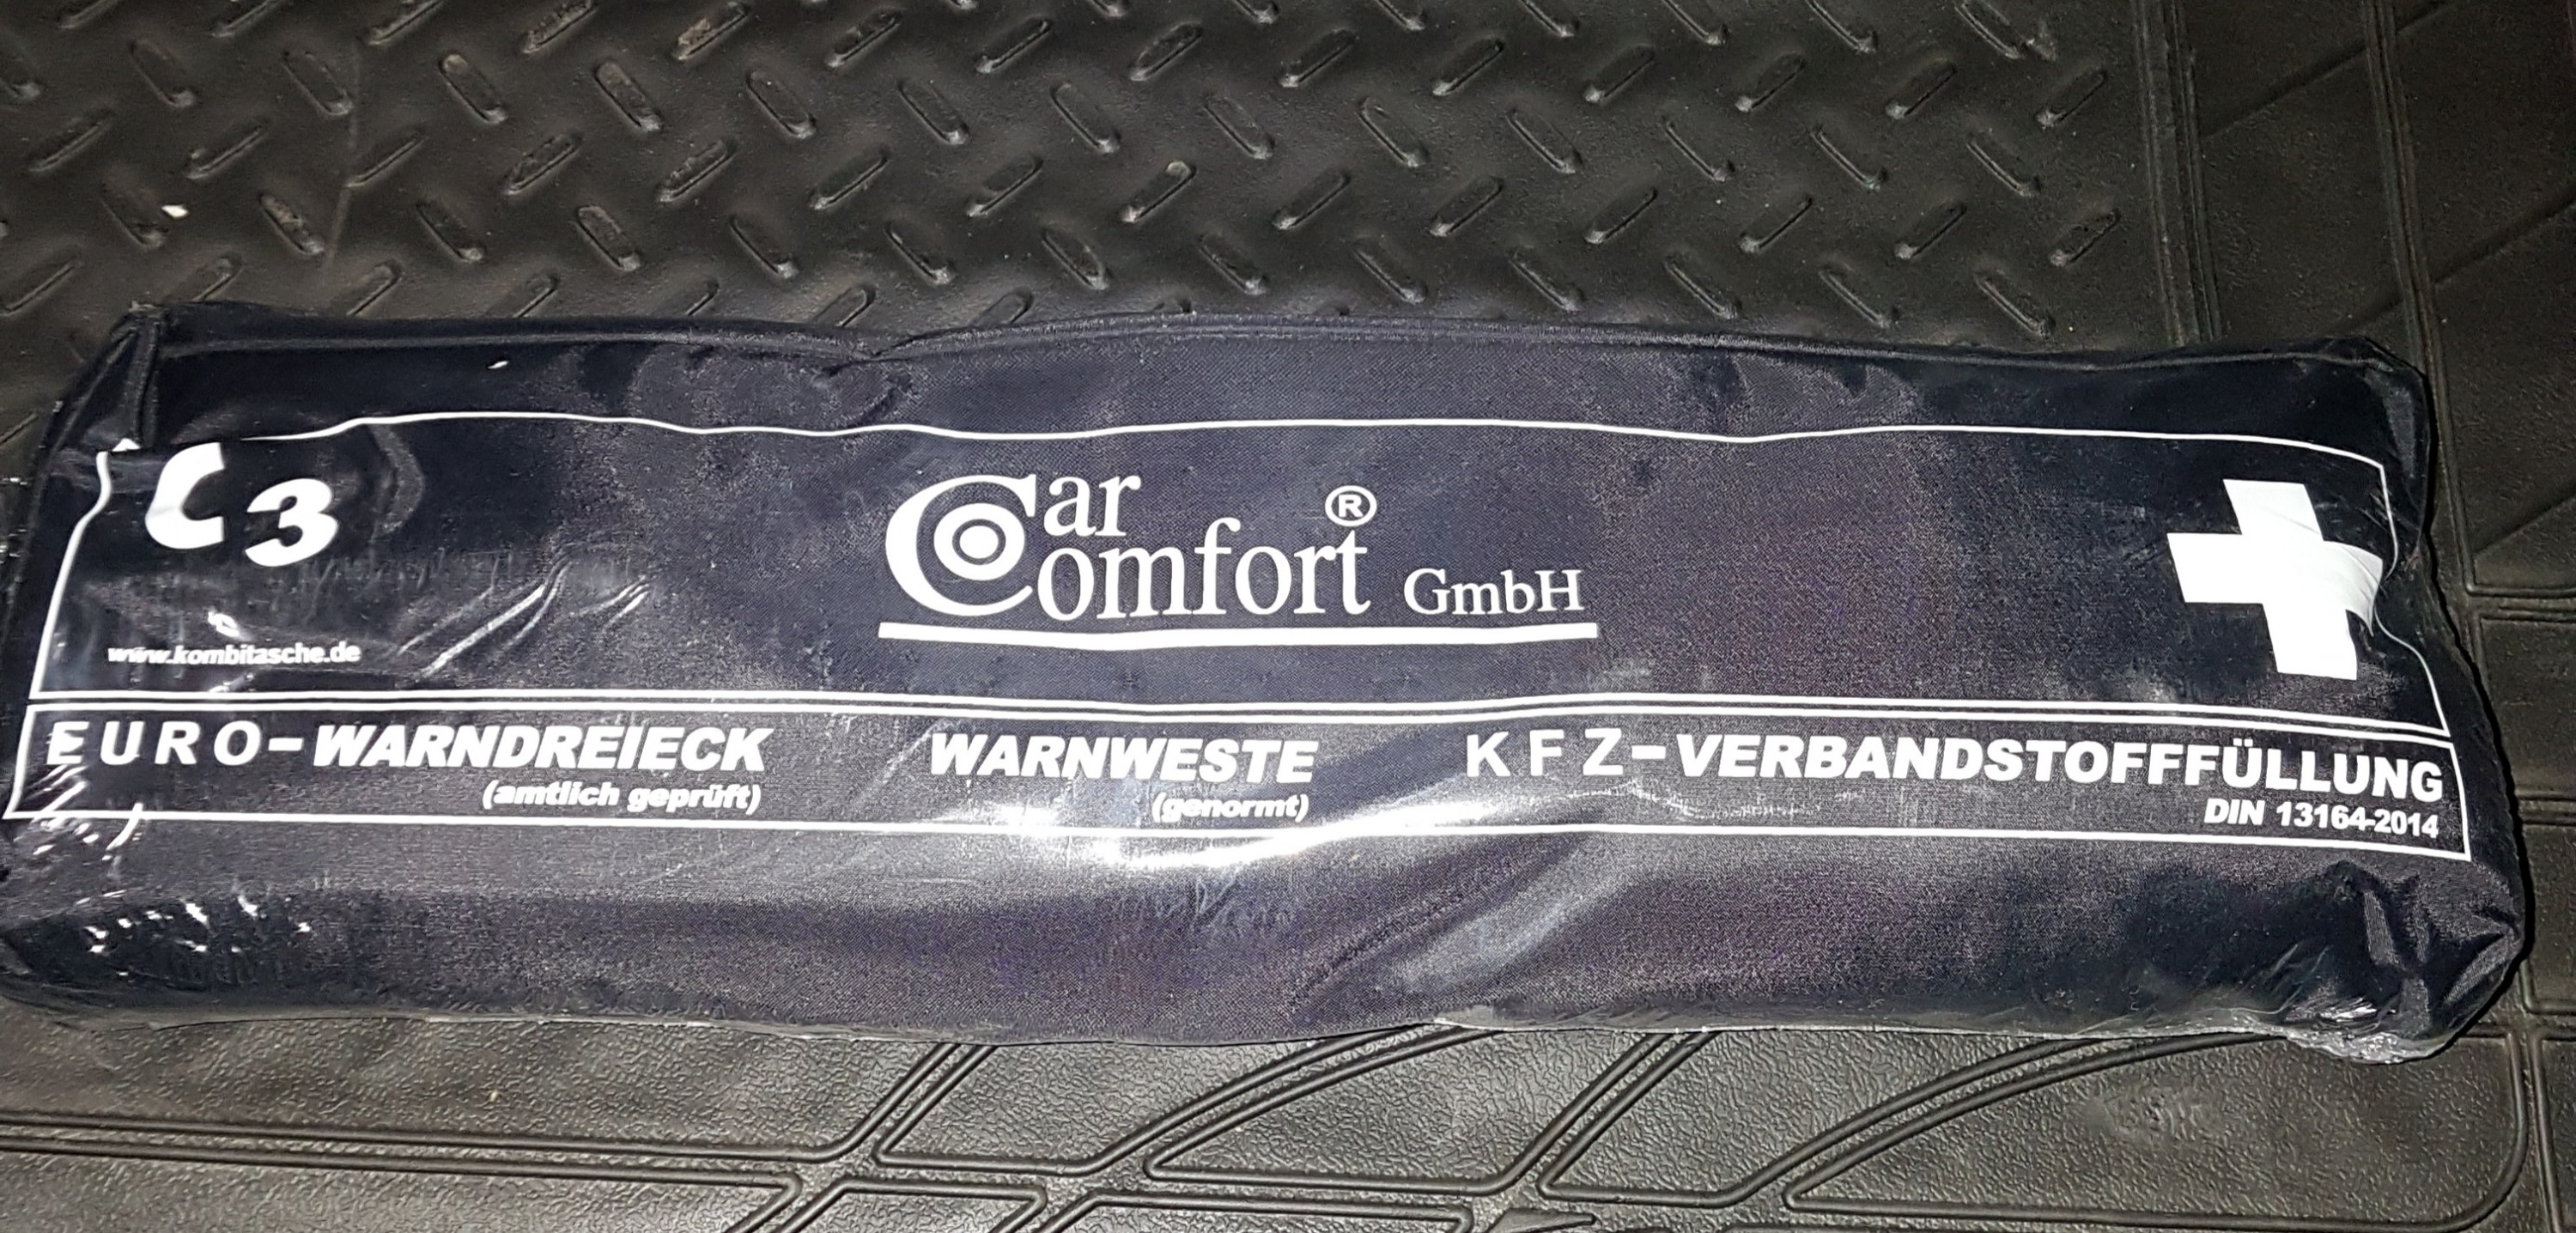 C3
Car
Comfort® GmbH
www.kombitasche.de
EURO-WARNDREIECK
(amtlich geprüft)
WARNWESTE
(genormt)
KFZ-VERBANDSTOFFFÜLLUNG
DIN 13164-2014